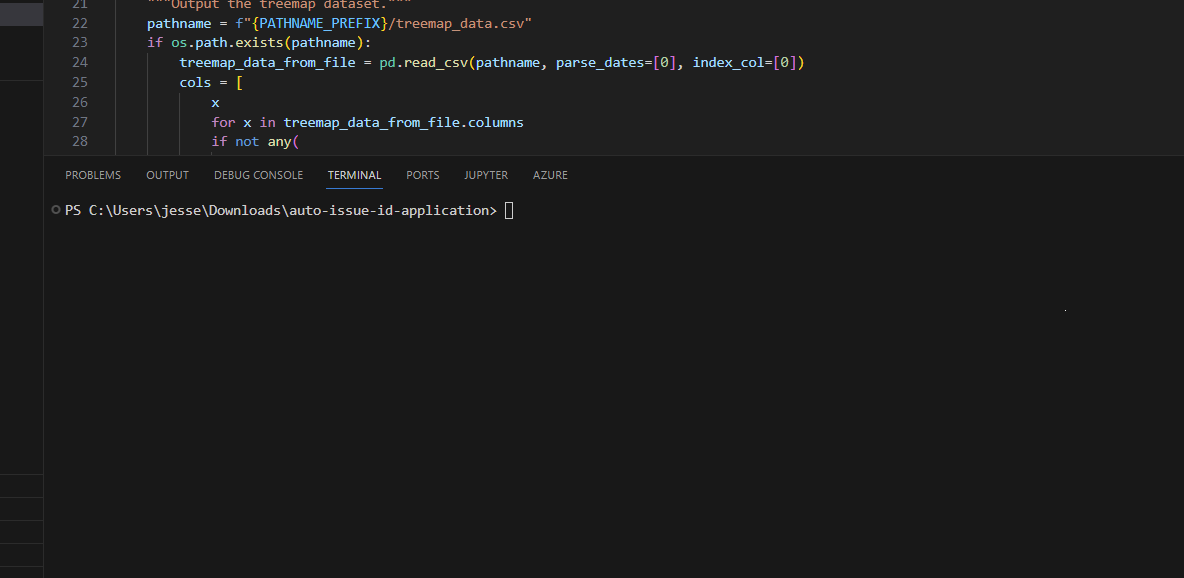 21 """Output the treemap dataset."""
22 pathname = f"{PATHNAME_PREFIX}/treemap_data.csv"
23 if os.path.exists(pathname):
24 treemap_data_from_file = pd.read_csv(pathname, parse_dates=[0], index_col=[0])
25 cols = [
26 x
27 for x in treemap_data_from_file.columns
28 if not any(
PROBLEMS OUTPUT DEBUG CONSOLE TERMINAL PORTS JUPYTER AZURE
PS C:\Users\jesse\Downloads\auto-issue-id-application>